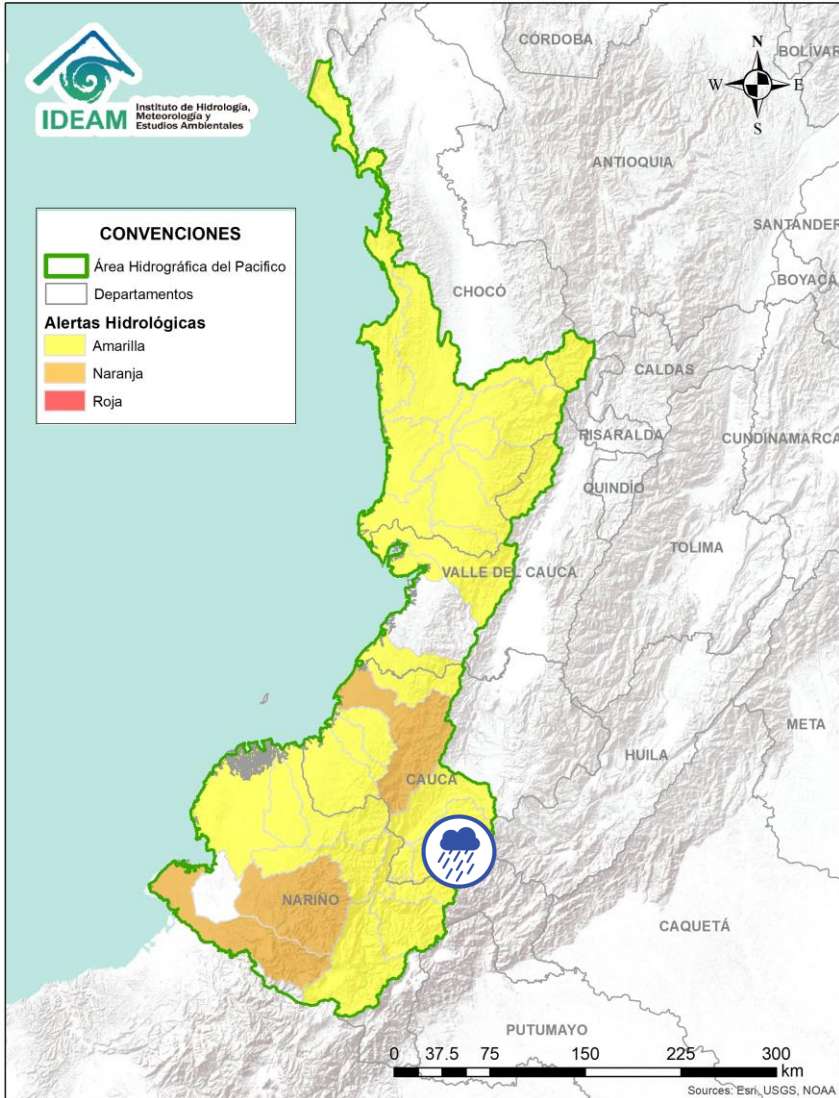 IDEAM
Instituto de Hidrología,
Meteorología y
Estudios Ambientales
N
W E
S
CÓRDOBA
BOLÍVAR
ANTIOQUIA
SANTANDER
BOYACÁ
CHOCÓ
CALDAS
RISARALDA
CUNDINAMARCA
QUINDÍO
TOLIMA
VALLE DEL CAUCA
META
HUILA
CAUCA
NARIÑO
CAQUETÁ
PUTUMAYO
CONVENCIONES
Área Hidrográfica del Pacifico
Departamentos
Alertas Hidrológicas
Amarilla
Naranja
Roja
0 37.5 75 150 225 300
km
Sources: Esri, USGS, NOAA